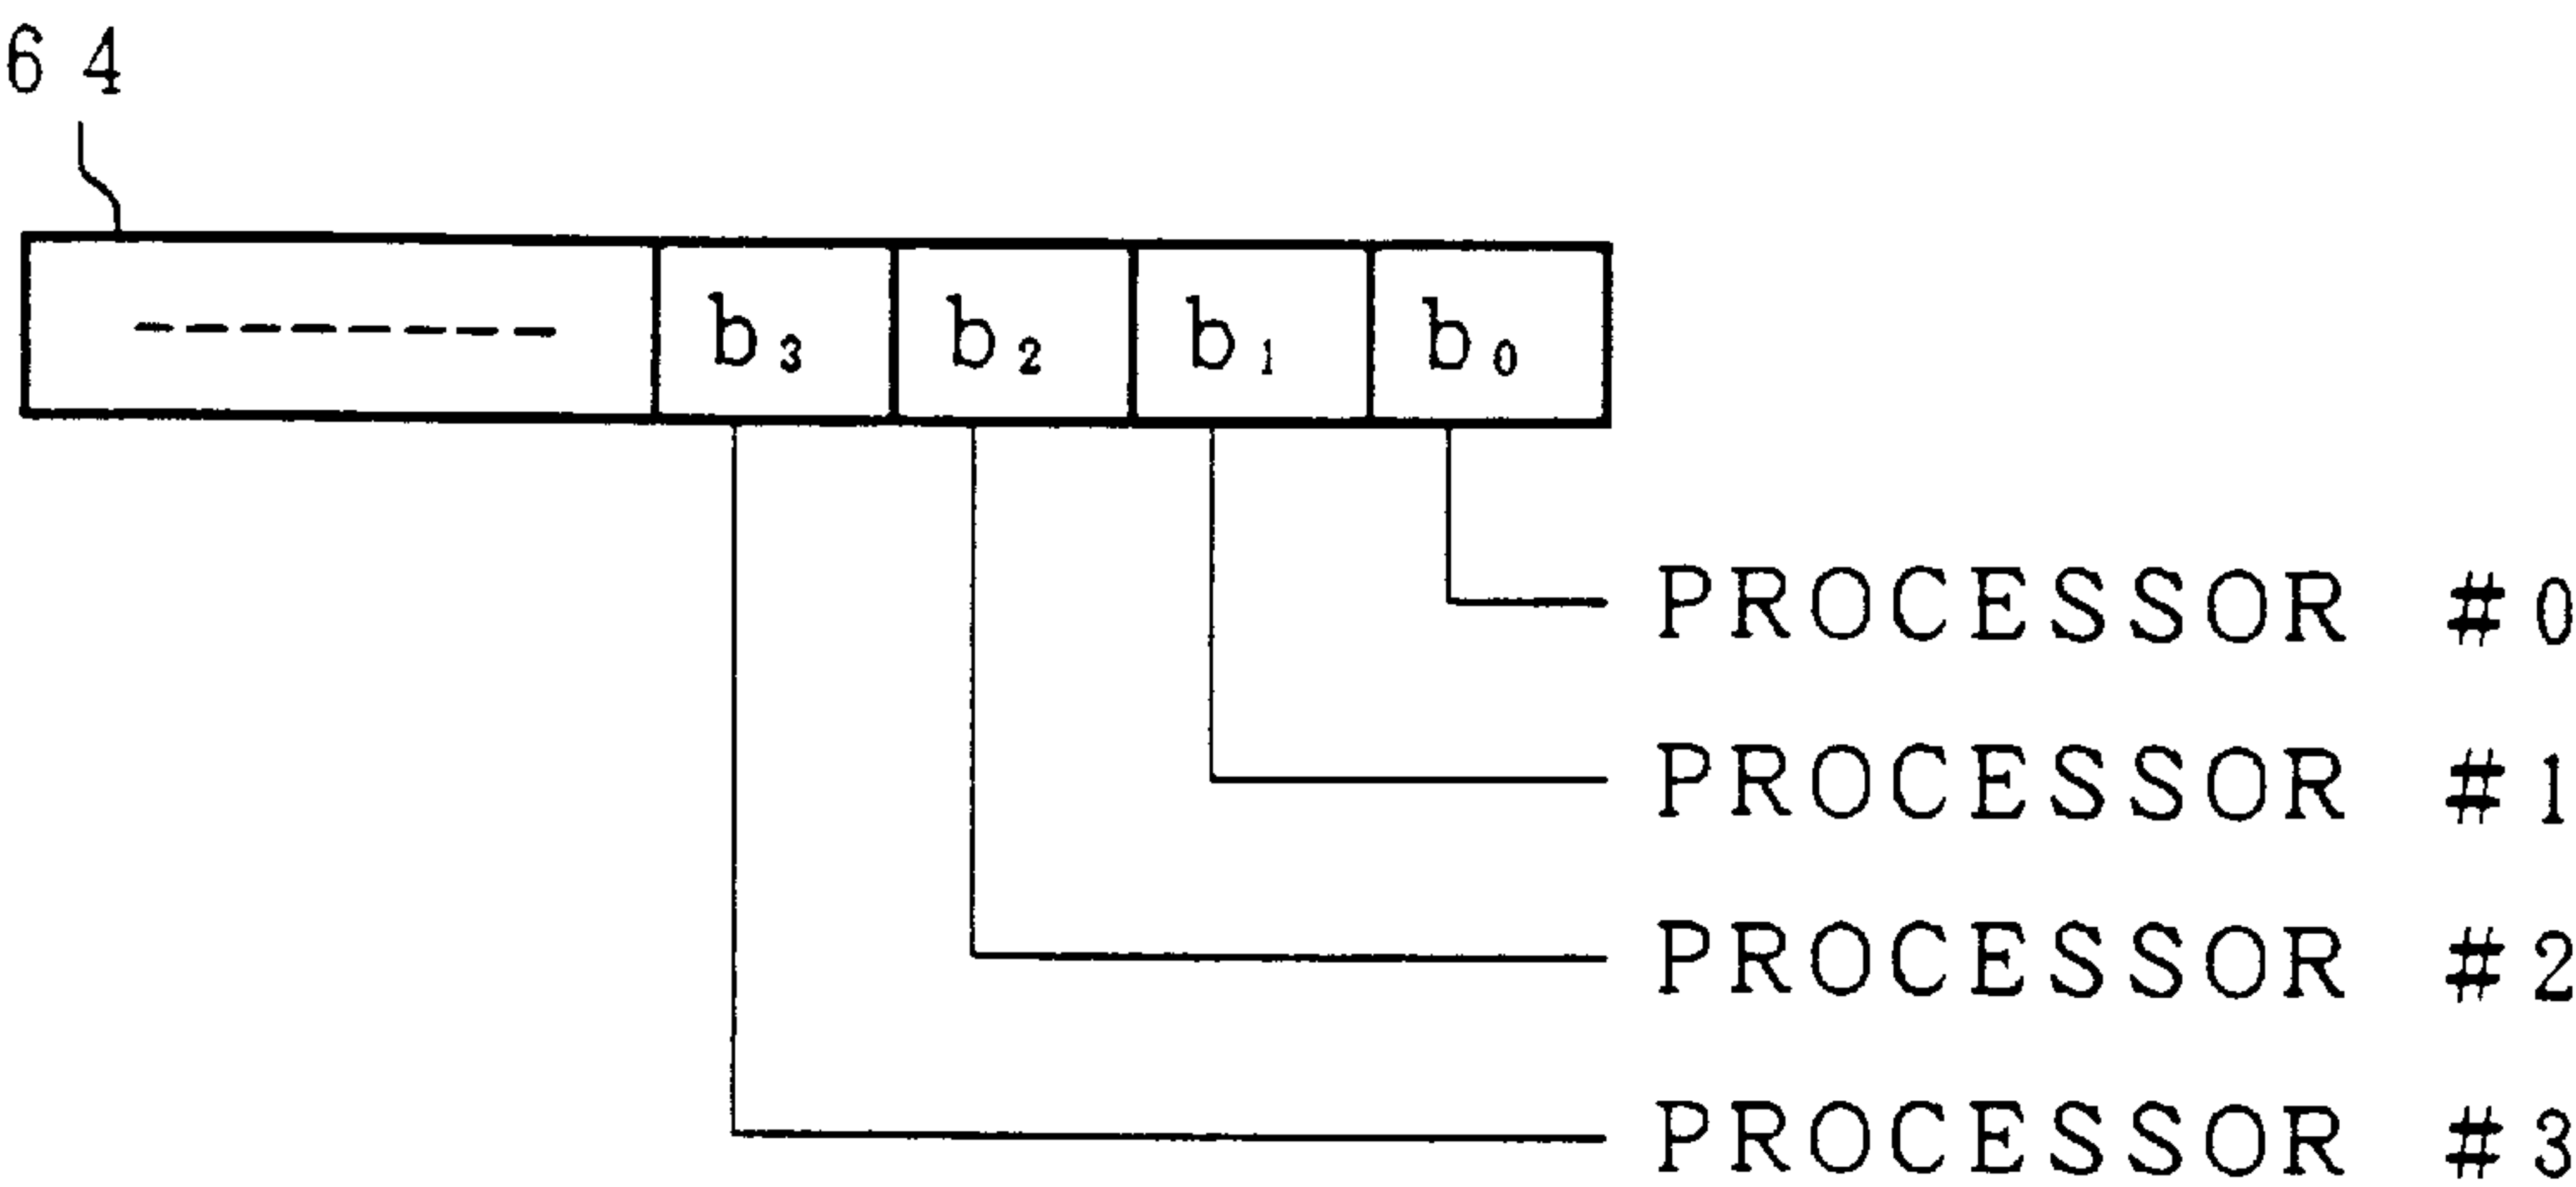 64
b₃ b₂ b₁ b₀
PROCESSOR #0
PROCESSOR #1
PROCESSOR #2
PROCESSOR #3